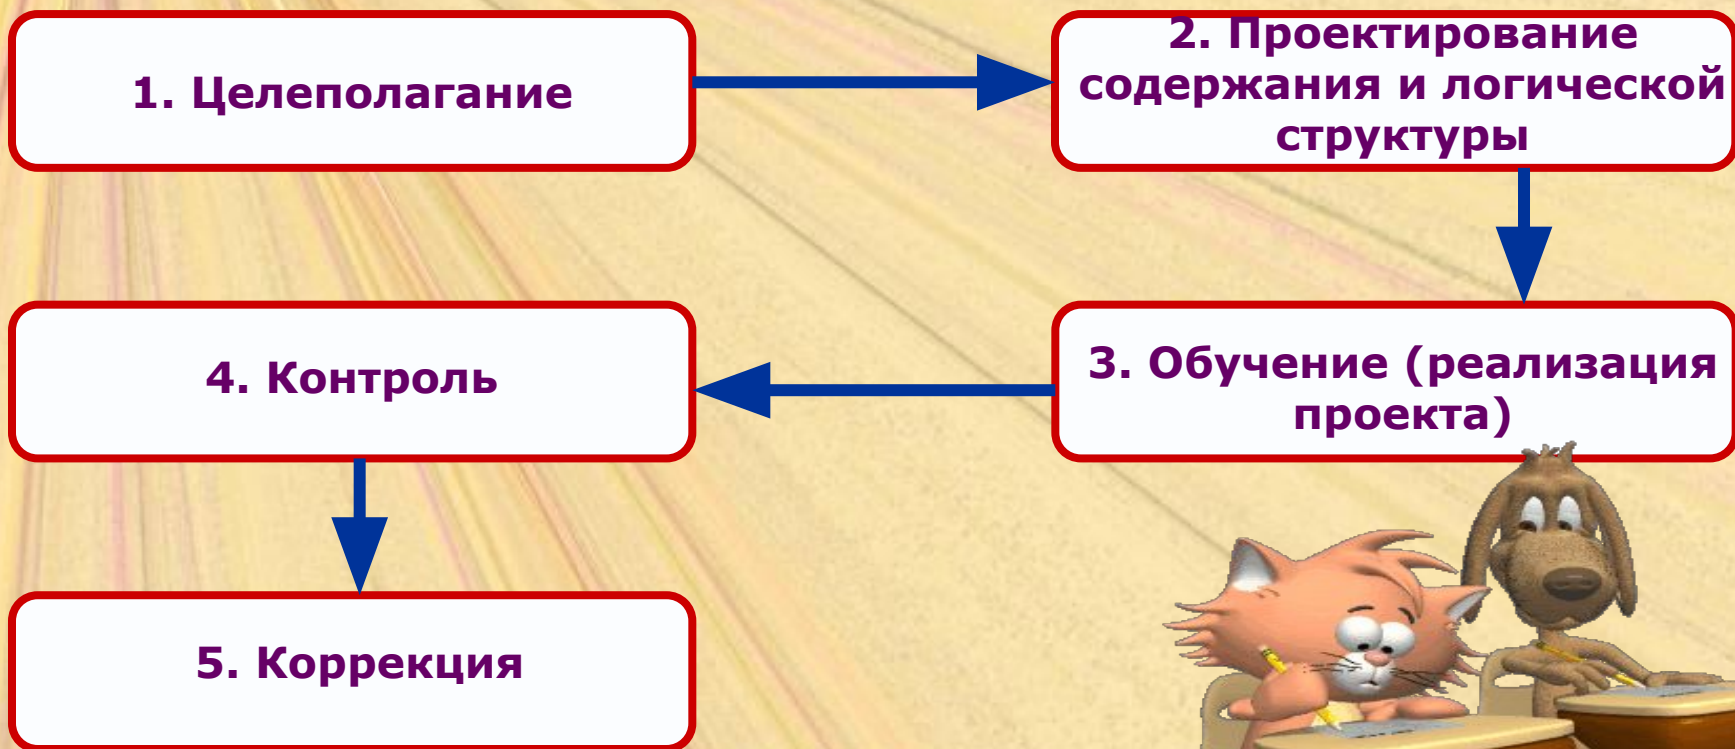 1. Целеполагание
2. Проектирование
содержания и логической
структуры
3. Обучение (реализация
проекта)
4. Контроль
5. Коррекция